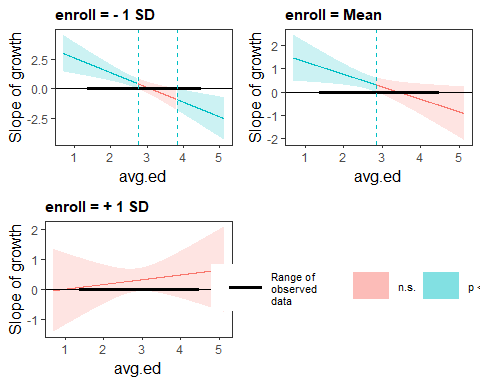 enroll = - 1 SD
enroll = Mean
Slope of growth
2.5
0.0
-2.5
1 2 3 4 5
avg.ed
Slope of growth
2
1
0
-1
-2
1 2 3 4 5
avg.ed
enroll = + 1 SD
Slope of growth
2
1
0
-1
1 2 3 4 5
avg.ed
Range of
observed
data
n.s.
p <